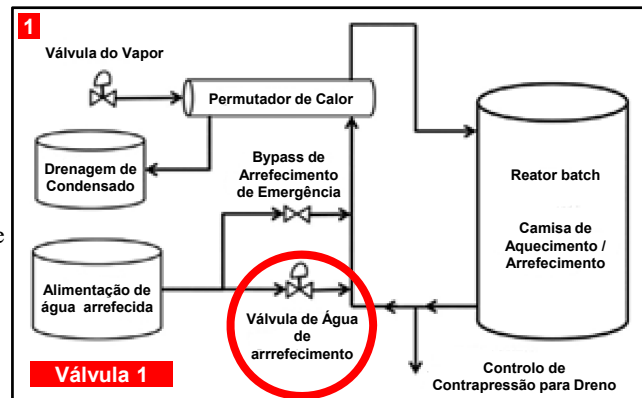 1
Válvula do Vapor
Permutador de Calor
Drenagem de
Condensado
Bypass de
Arrefecimento
de Emergência
Reator batch
Camisa de
Aquecimento /
Arrefecimento
e
Alimentação de
água arrefecida
Válvula de Água
de
arrrefecimento
Válvula 1
Controlo de
Contrapressão para Dreno